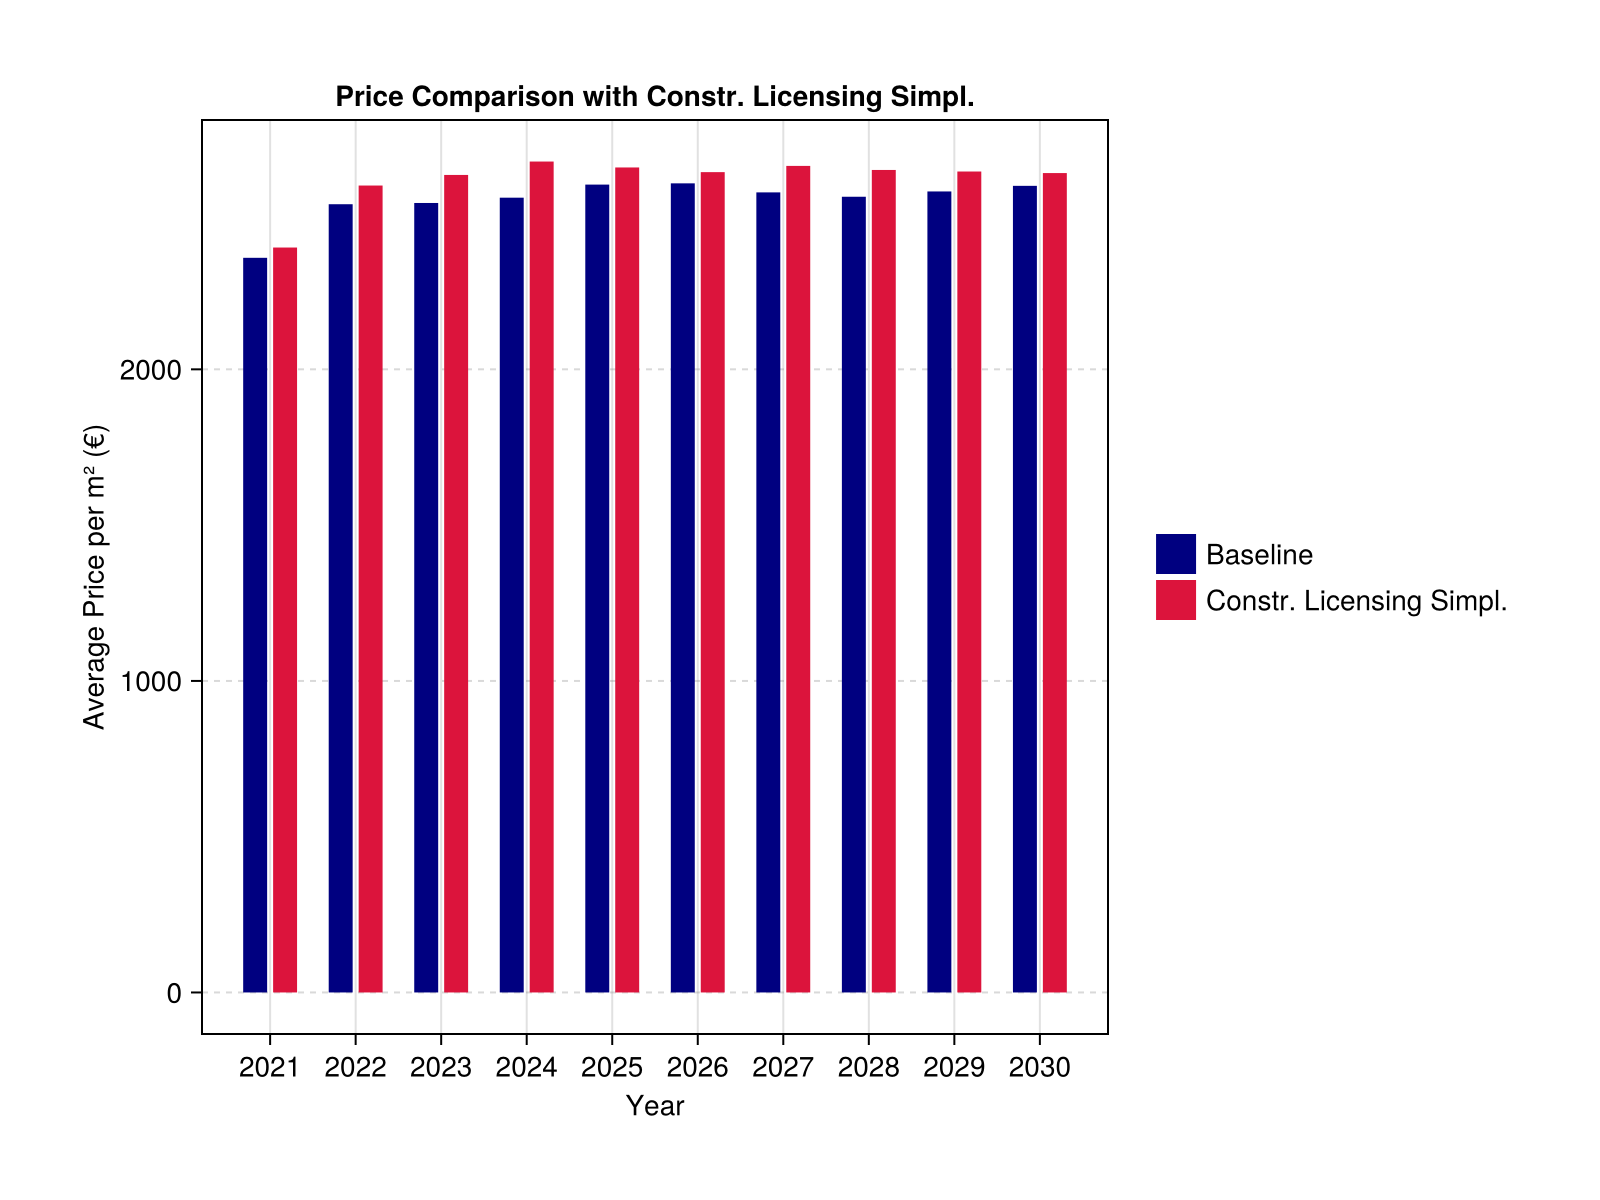 Price Comparison with Constr. Licensing Simpl.
Average Price per m² (€)
2000
1000
0
2021 2022 2023 2024 2025 2026 2027 2028 2029 2030
Year
Baseline
Constr. Licensing Simpl.